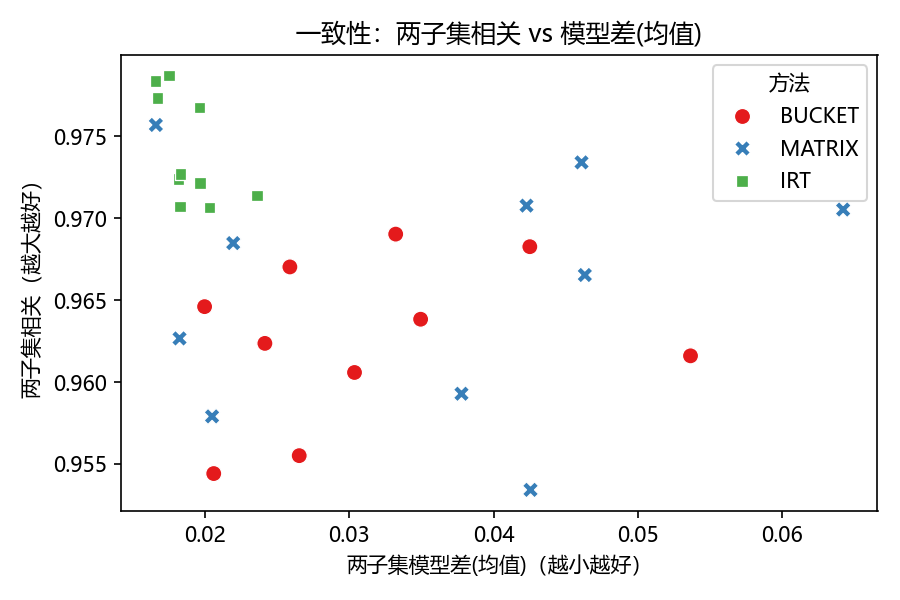 一致性：两子集相关 vs 模型差(均值)
方法
BUCKET
MATRIX
IRT
两子集相关（越大越好）
0.975
0.970
0.965
0.960
0.955
0.02 0.03 0.04 0.05 0.06
两子集模型差(均值)（越小越好）